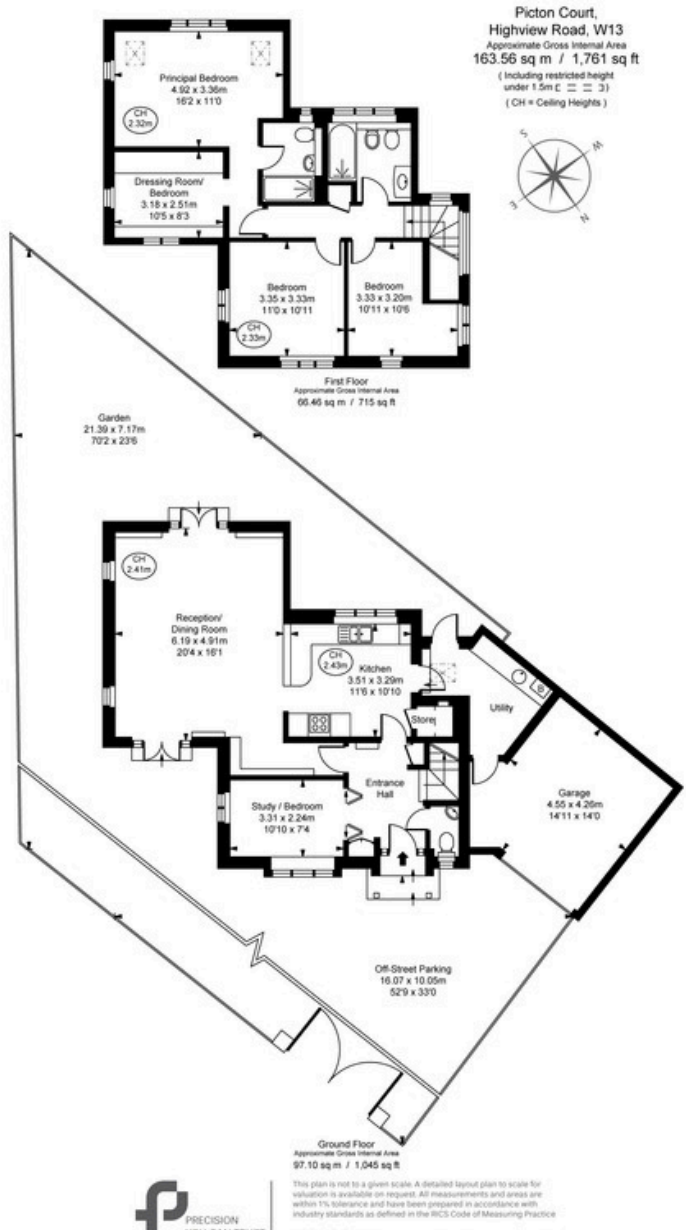 Picton Court,
Highview Road, W13
Approximate Gross Internal Area
163.56 sq m / 1,761 sq ft
( Including restricted height
under 1.5m [ ] )
( CH = Ceiling Heights )
W
S
E
N
Principal Bedroom
4.92 x 3.36m
16'2 x 11'0
CH
2.32m
Dressing Room/
Bedroom
3.18 x 2.51m
10'5 x 8'3
Bedroom
3.35 x 3.33m
11'0 x 10'11
CH
2.33m
Bedroom
3.33 x 3.20m
10'11 x 10'6
First Floor
Approximate Gross Internal Area
66.46 sq m / 715 sq ft
Garden
21.39 x 7.17m
70'2 x 23'6
CH
2.41m
Reception/
Dining Room
6.19 x 4.91m
20'4 x 16'1
CH
2.43m
Kitchen
3.51 x 3.29m
11'6 x 10'10
Store
Utility
Entrance
Hall
Study / Bedroom
3.31 x 2.24m
10'10 x 7'4
Garage
4.55 x 4.26m
14'11 x 14'0
Off-Street Parking
16.07 x 10.05m
52'9 x 33'0
Ground Floor
Approximate Gross Internal Area
97.10 sq m / 1,045 sq ft
PRECISION
This plan is not to a given scale. A detailed layout plan to scale for
valuation is available on request. All measurements and areas are
within 1% tolerance and have been prepared in accordance with
industry standards as defined in the RICS Code of Measuring Practice